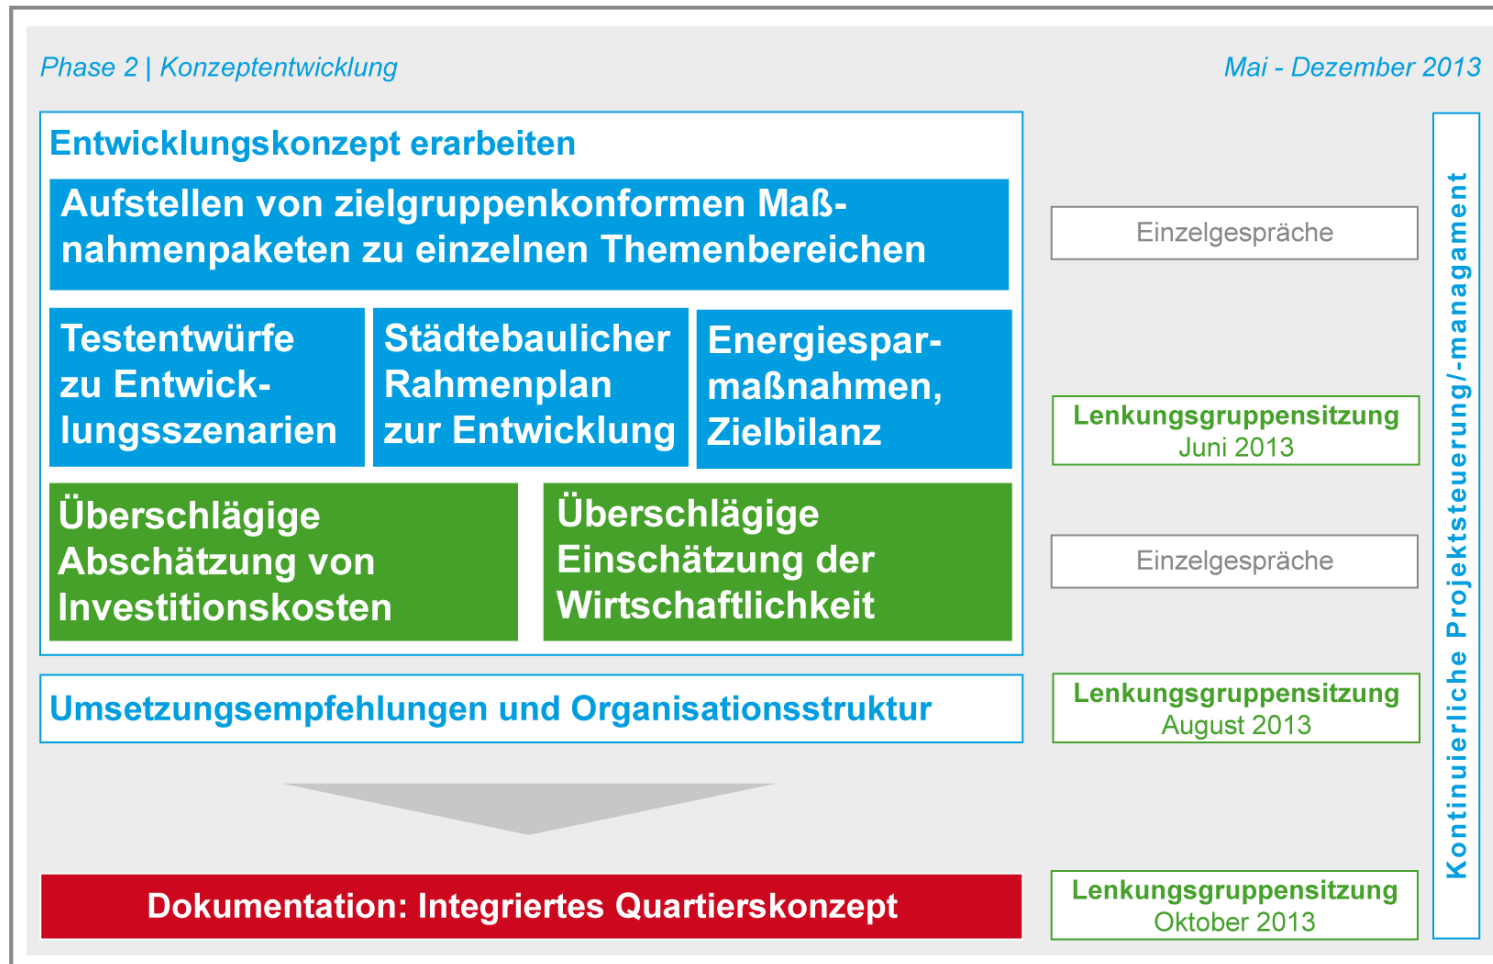 Phase 2 | Konzeptentwicklung
Mai - Dezember 2013
Entwicklungskonzept erarbeiten
Aufstellen von zielgruppenkonformen Maß-
nahmenpaketen zu einzelnen Themenbereichen
Einzelgespräche
Testentwürfe
zu Entwick-
lungsszenarien
Städtebaulicher
Rahmenplan
zur Entwicklung
Energiespar-
maßnahmen,
Zielbilanz
Lenkungsgruppensitzung
Juni 2013
Überschlägige
Abschätzung von
Investitionskosten
Überschlägige
Einschätzung der
Wirtschaftlichkeit
Einzelgespräche
Umsetzungsempfehlungen und Organisationsstruktur
Lenkungsgruppensitzung
August 2013
Dokumentation: Integriertes Quartierskonzept
Lenkungsgruppensitzung
Oktober 2013
Kontinuierliche Projektsteuerung/-managament